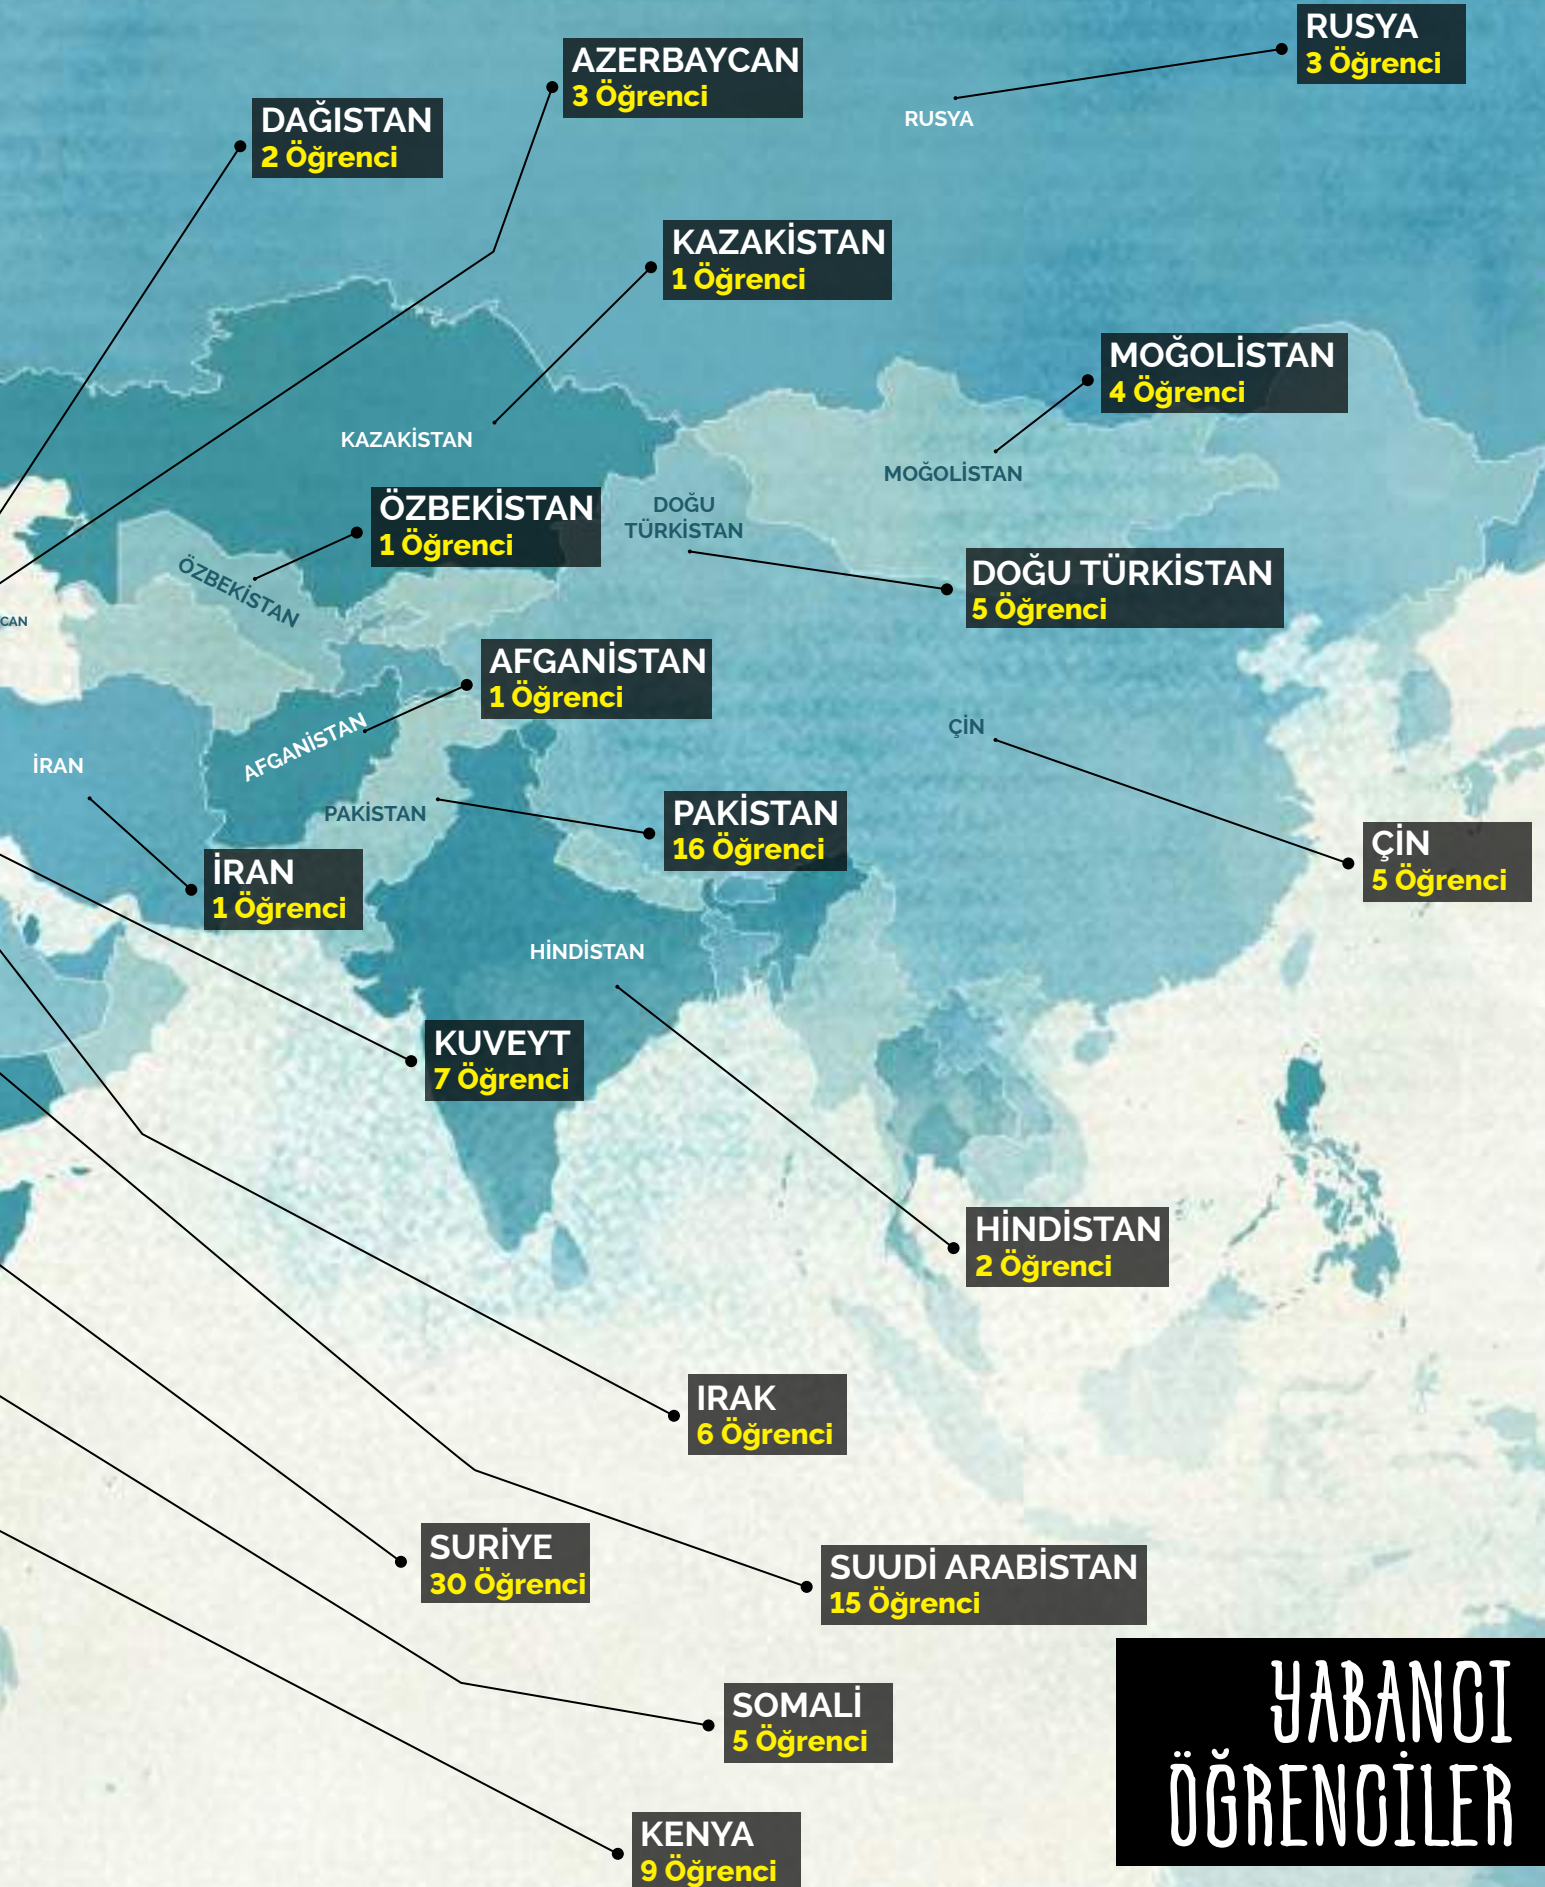 RUSYA
3 Öğrenci
AZERBAYCAN
3 Öğrenci
DAĞISTAN
2 Öğrenci
RUSYA
KAZAKİSTAN
1 Öğrenci
MOĞOLİSTAN
4 Öğrenci
KAZAKİSTAN
MOĞOLİSTAN
ÖZBEKİSTAN
1 Öğrenci
DOĞU
TÜRKİSTAN
ÖZBEKİSTAN
DOĞU TÜRKİSTAN
5 Öğrenci
CAN
AFGANİSTAN
1 Öğrenci
AFGANİSTAN
ÇİN
İRAN
PAKİSTAN
PAKİSTAN
16 Öğrenci
ÇİN
5 Öğrenci
İRAN
1 Öğrenci
HİNDİSTAN
KUVEYT
7 Öğrenci
HİNDİSTAN
2 Öğrenci
IRAK
6 Öğrenci
SURİYE
30 Öğrenci
SUUDİ ARABİSTAN
15 Öğrenci
SOMALİ
5 Öğrenci
KENYA
9 Öğrenci
YABANCI
ÖĞRENCİLER